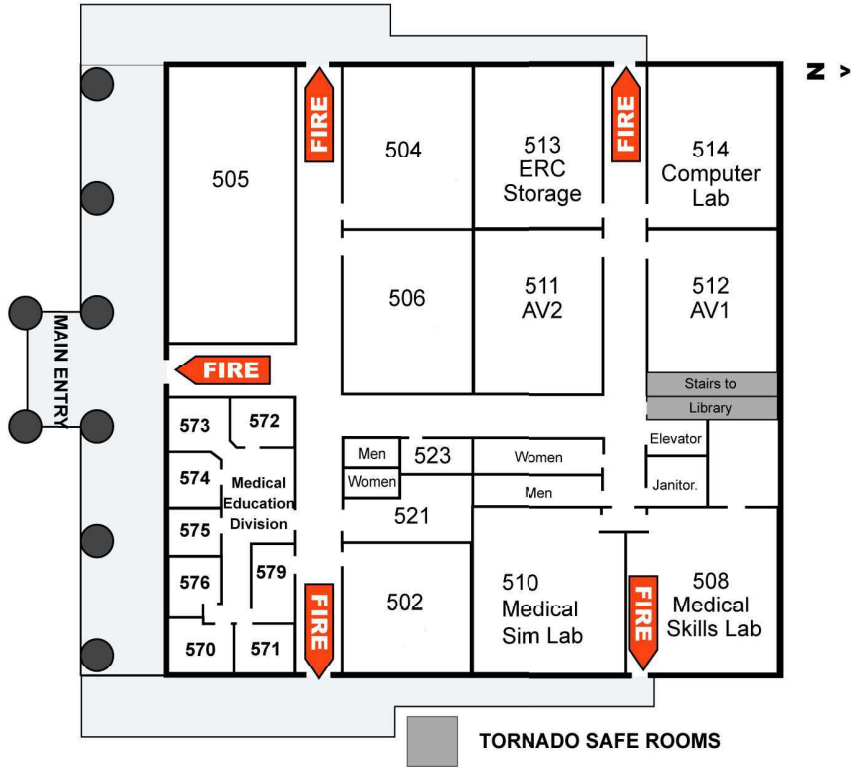 N >
FIRE
FIRE
505
504
513
ERC
Storage
514
Computer
Lab
506
511
AV2
512
AV1
MAIN ENTRY
FIRE
Stairs to
Library
573
572
Men
523
Women
Elevator
574
Medical
Education
Division
Women
Men
Janitor.
575
521
576
579
FIRE
502
510
Medical
Sim Lab
FIRE
508
Medical
Skills Lab
570
571
TORNADO SAFE ROOMS